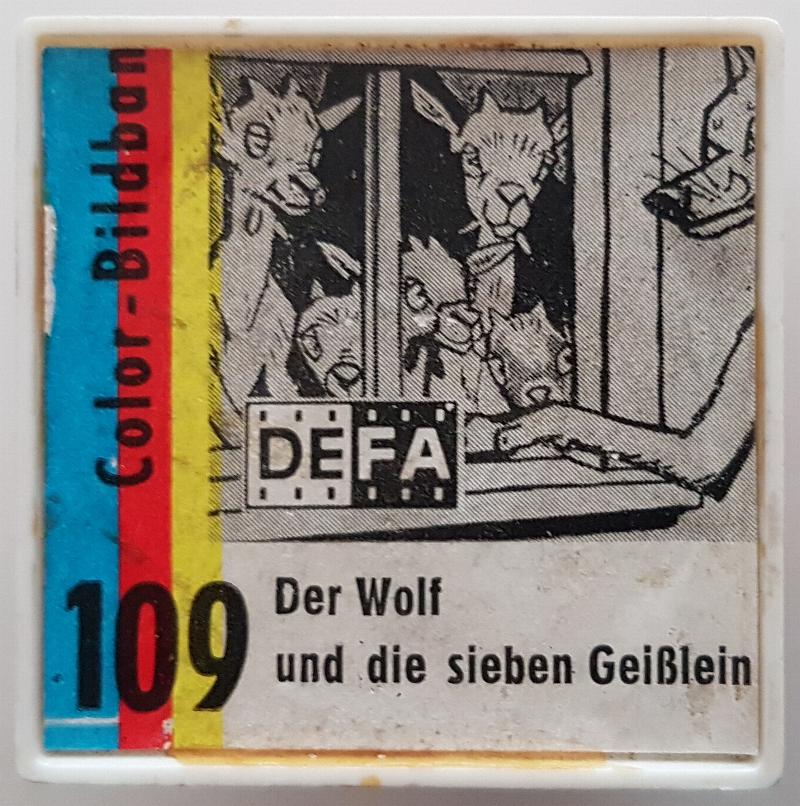 Color-Bildban
DEFA
109
Der Wolf
und die sieben Geißlein